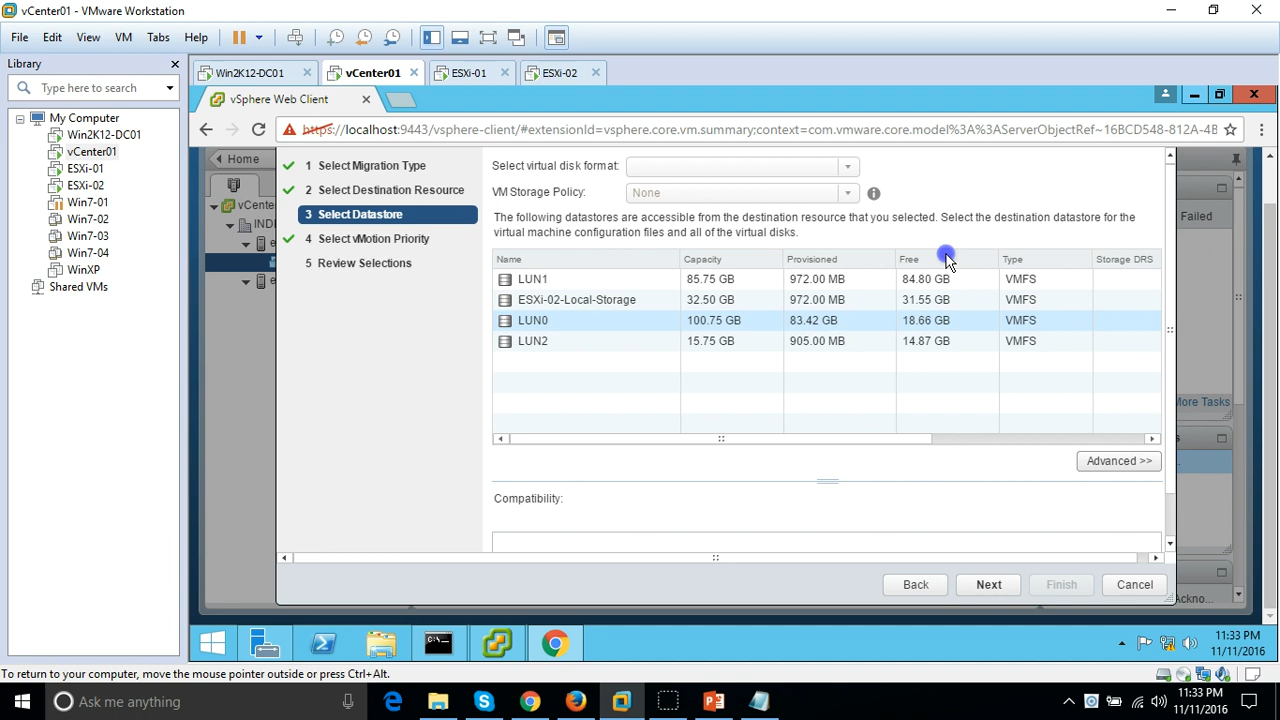 vCenter01 - VMware Workstation
File Edit View VM Tabs Help
Library
Type here to search
My Computer
Win2K12-DC01
vCenter01
ESXi-01
ESXi-02
Win7-01
Win7-02
Win7-03
Win7-04
WinXP
Shared VMs
Win2K12-DC01 vCenter01 ESXi-01 ESXi-02
vSphere Web Client
https://localhost:9443/vsphere-client/#extensionId=vsphere.core.vm.summary;context=com.vmware.core.model%3A%3AServerObjectRef~16BCD548-812A-4B
Home
vCente
INDI
e
e
1 Select Migration Type
2 Select Destination Resource
3 Select Datastore
4 Select vMotion Priority
5 Review Selections
Select virtual disk format:
VM Storage Policy: None
The following datastores are accessible from the destination resource that you selected. Select the destination datastore for the
virtual machine configuration files and all of the virtual disks.
Name Capacity Provisioned Free Type Storage DRS
LUN1 85.75 GB 972.00 MB 84.80 GB VMFS
ESXi-02-Local-Storage 32.50 GB 972.00 MB 31.55 GB VMFS
LUN0 100.75 GB 83.42 GB 18.66 GB VMFS
LUN2 15.75 GB 905.00 MB 14.87 GB VMFS
Advanced >>
Compatibility:
Back Next Finish Cancel
Failed
More Tasks
s
Ackno...
11:33 PM
11/11/2016
To return to your computer, move the mouse pointer outside or press Ctrl+Alt.
Ask me anything
11:33 PM
11/11/2016